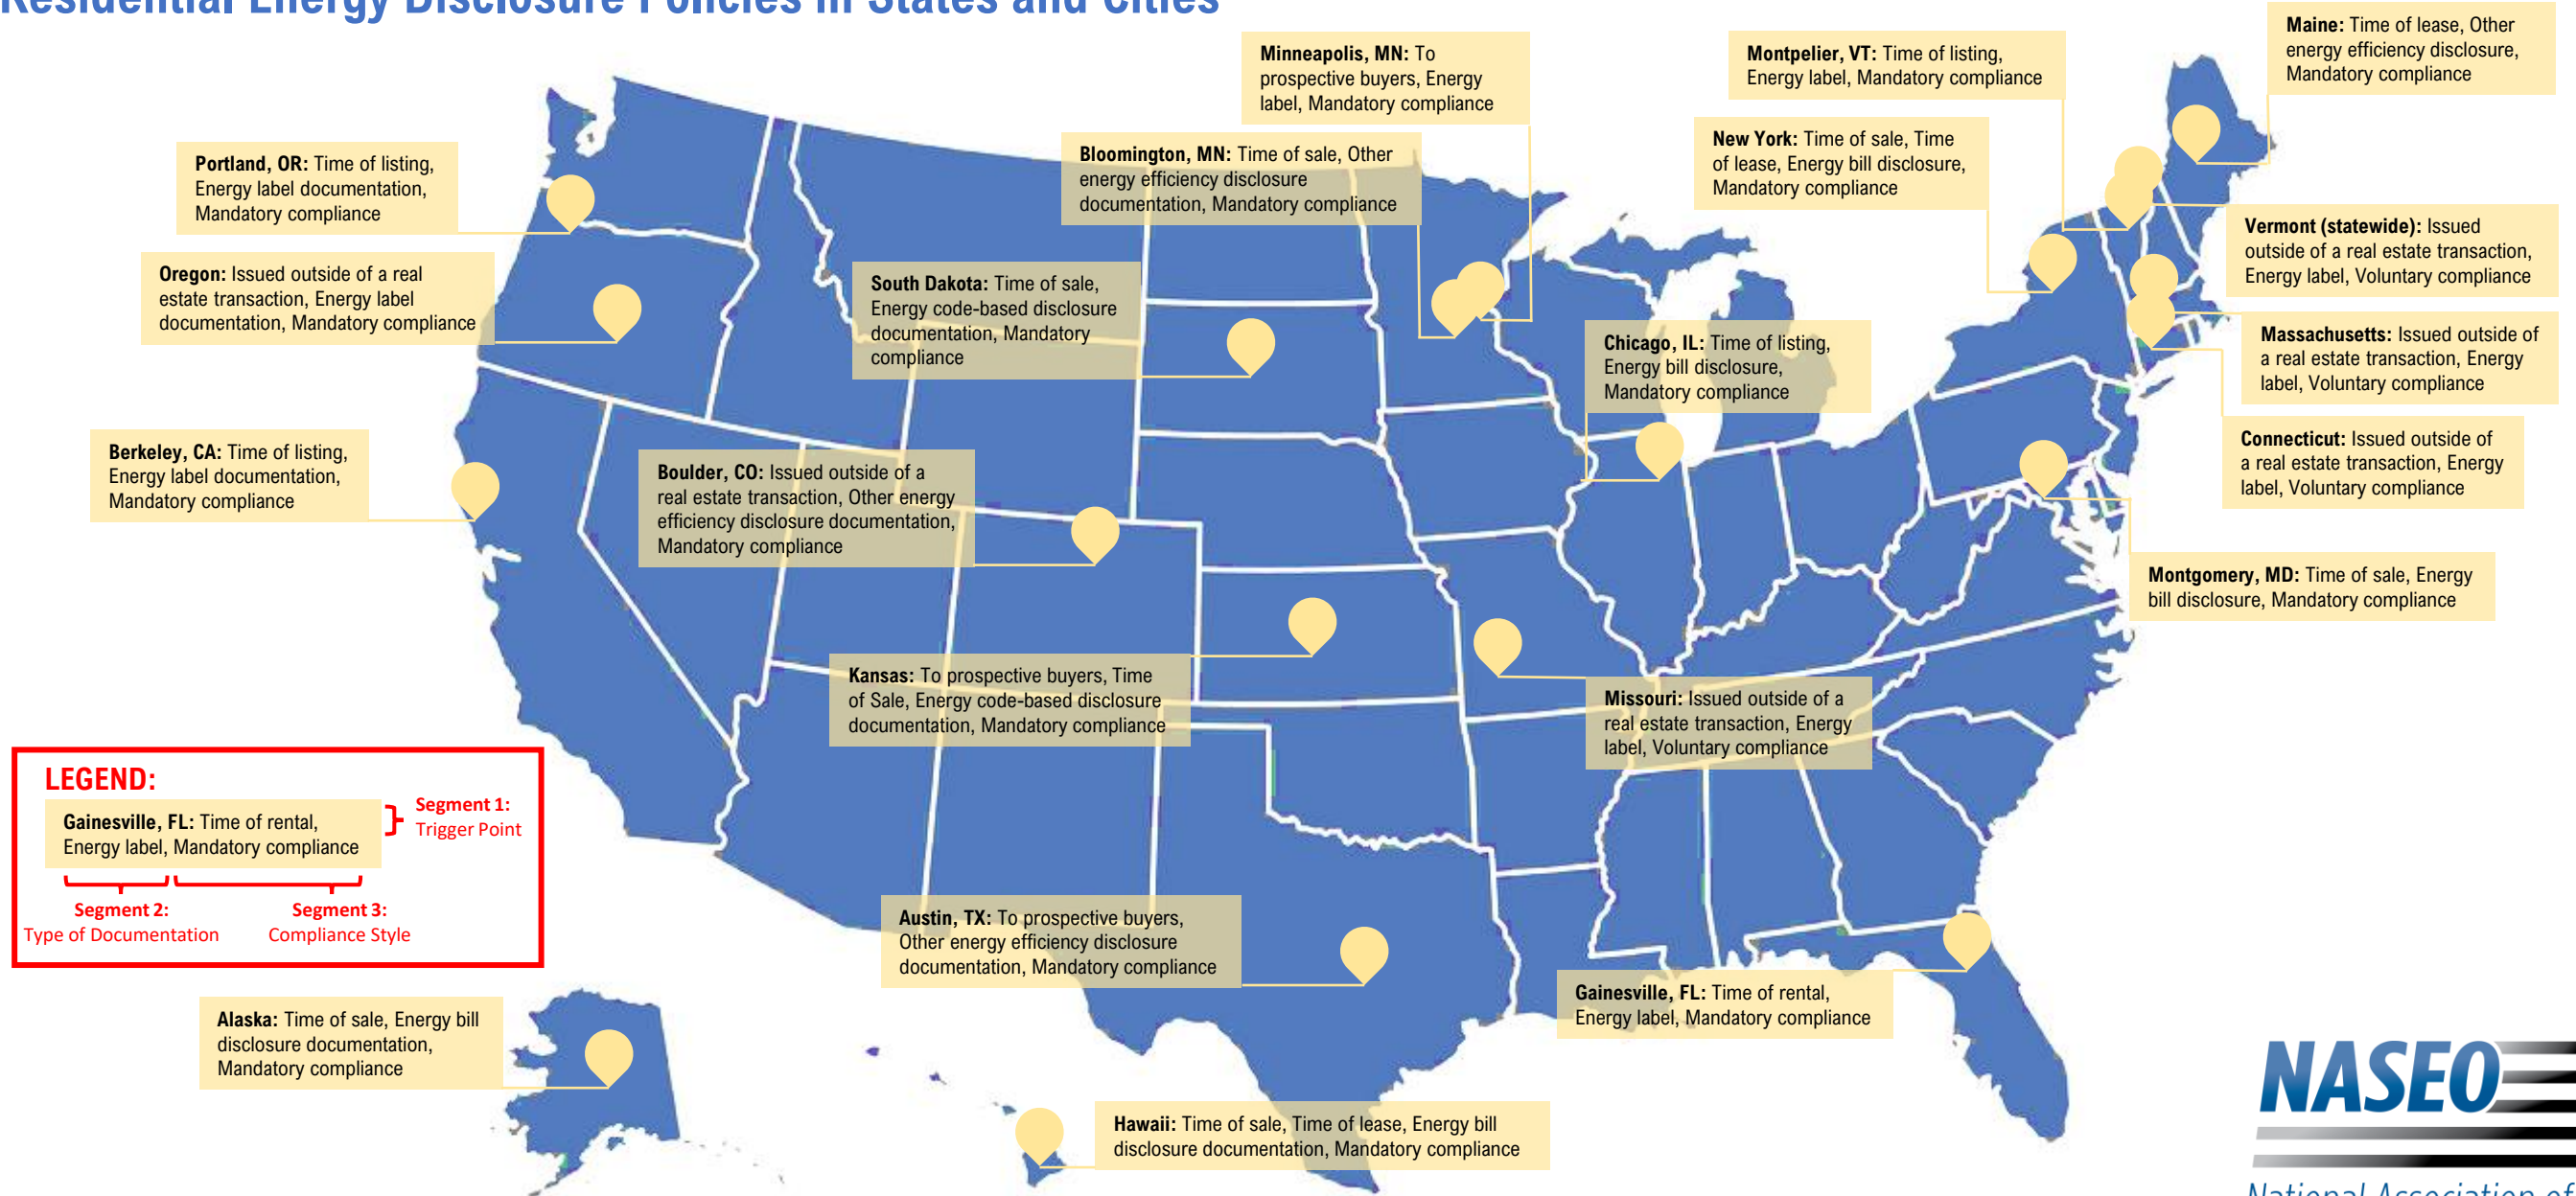 Residential Energy Disclosure Policies in States and Cities
Maine: Time of lease, Other
energy efficiency disclosure,
Mandatory compliance
Minneapolis, MN: To
prospective buyers, Energy
label, Mandatory compliance
Montpelier, VT: Time of listing,
Energy label, Mandatory compliance
New York: Time of sale, Time
of lease, Energy bill disclosure,
Mandatory compliance
Bloomington, MN: Time of sale, Other
energy efficiency disclosure
documentation, Mandatory compliance
Portland, OR: Time of listing,
Energy label documentation,
Mandatory compliance
Vermont (statewide): Issued
outside of a real estate transaction,
Energy label, Voluntary compliance
Oregon: Issued outside of a real
estate transaction, Energy label
documentation, Mandatory compliance
South Dakota: Time of sale,
Energy code-based disclosure
documentation, Mandatory
compliance
Chicago, IL: Time of listing,
Energy bill disclosure,
Mandatory compliance
Massachusetts: Issued outside of
a real estate transaction, Energy
label, Voluntary compliance
Connecticut: Issued outside of
a real estate transaction, Energy
label, Voluntary compliance
Berkeley, CA: Time of listing,
Energy label documentation,
Mandatory compliance
Boulder, CO: Issued outside of a
real estate transaction, Other energy
efficiency disclosure documentation,
Mandatory compliance
Montgomery, MD: Time of sale, Energy
bill disclosure, Mandatory compliance
Kansas: To prospective buyers, Time
of Sale, Energy code-based disclosure
documentation, Mandatory compliance
Missouri: Issued outside of a
real estate transaction, Energy
label, Voluntary compliance
LEGEND:
Gainesville, FL: Time of rental,
Energy label, Mandatory compliance
Segment 1:
Trigger Point
Segment 2:
Type of Documentation
Segment 3:
Compliance Style
Austin, TX: To prospective buyers,
Other energy efficiency disclosure
documentation, Mandatory compliance
Gainesville, FL: Time of rental,
Energy label, Mandatory compliance
Alaska: Time of sale, Energy bill
disclosure documentation,
Mandatory compliance
Hawaii: Time of sale, Time of lease, Energy bill
disclosure documentation, Mandatory compliance
NASEO
National Association of